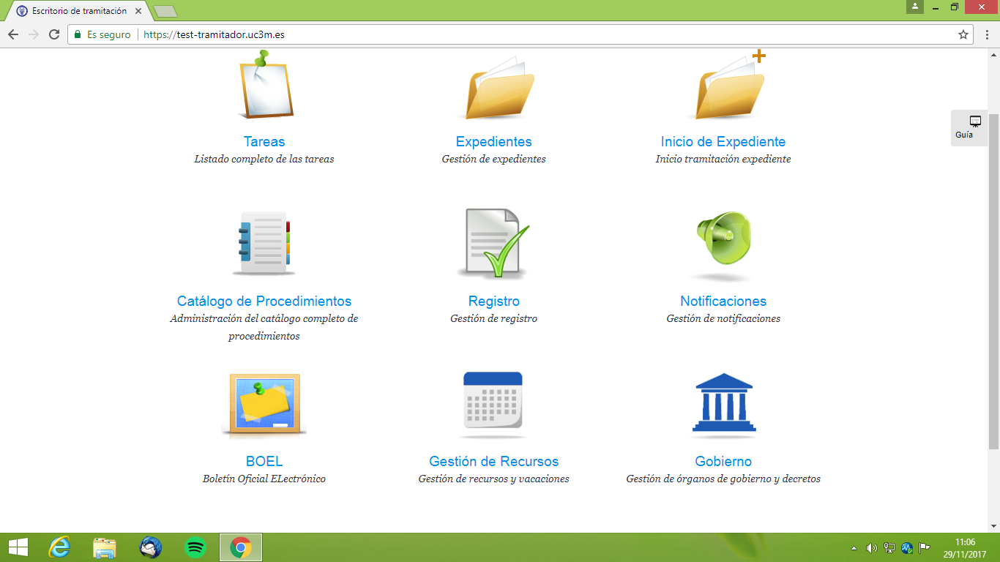 Escritorio de tramitación
Es seguro https://test-tramitador.uc3m.es
Guía
Tareas
Listado completo de las tareas
Expedientes
Gestión de expedientes
Inicio de Expediente
Inicio tramitación expediente
Catálogo de Procedimientos
Administración del catálogo completo de
procedimientos
Registro
Gestión de registro
Notificaciones
Gestión de notificaciones
BOEL
Boletín Oficial ELectrónico
Gestión de Recursos
Gestión de recursos y vacaciones
Gobierno
Gestión de órganos de gobierno y decretos
11:06
29/11/2017